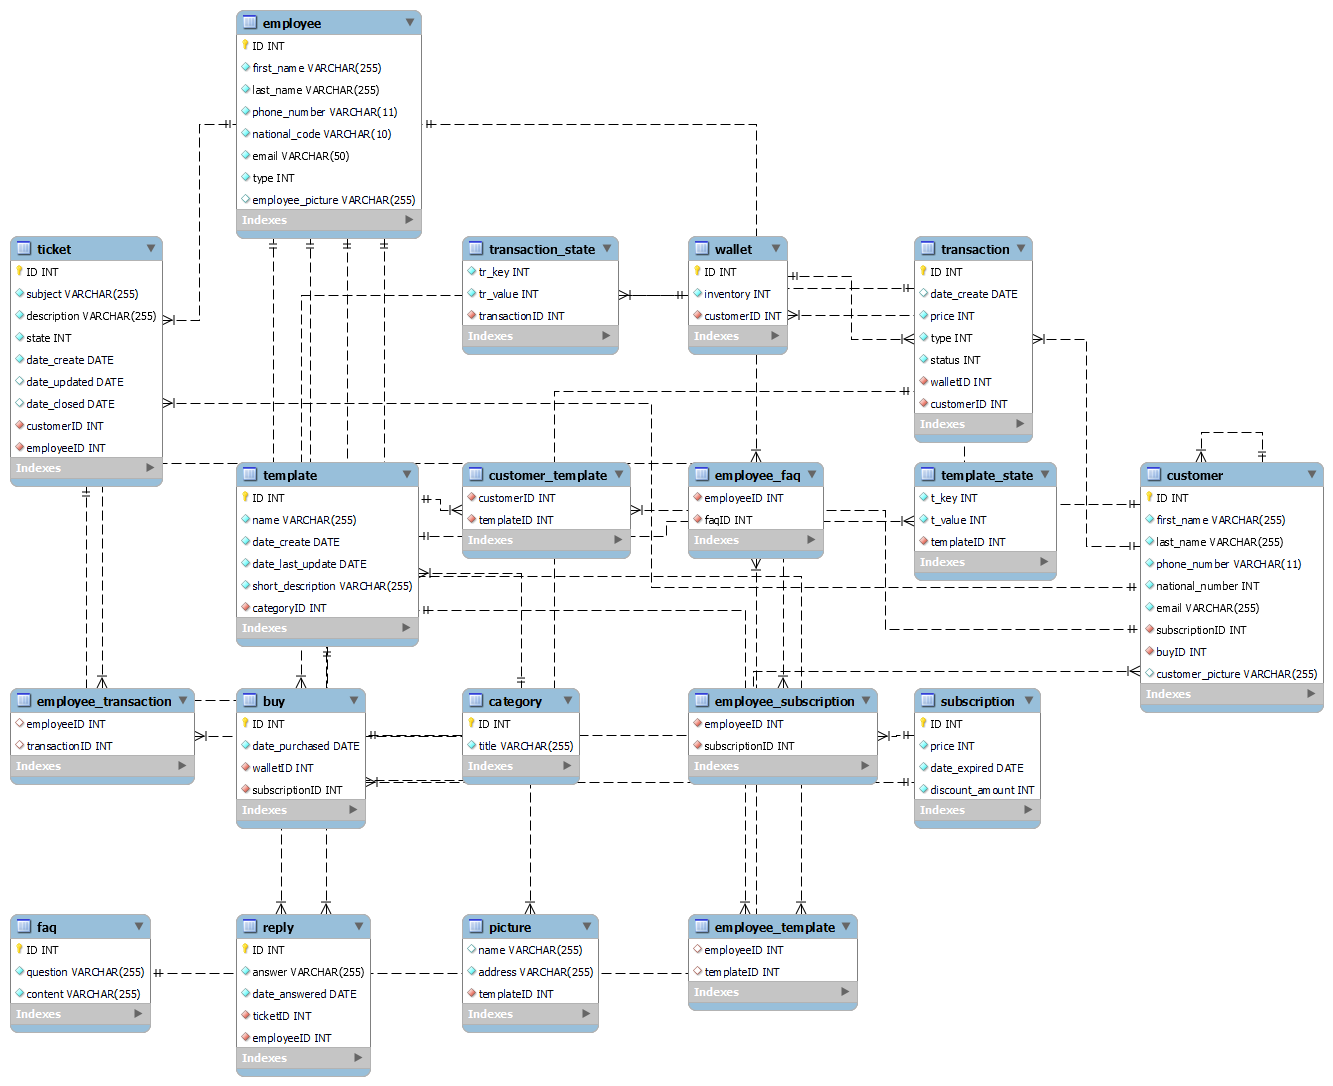 employee
ID INT
first_name VARCHAR(255)
last_name VARCHAR(255)
phone_number VARCHAR(11)
national_code VARCHAR(10)
email VARCHAR(50)
type INT
employee_picture VARCHAR(255)
Indexes
ticket
ID INT
subject VARCHAR(255)
description VARCHAR(255)
state INT
date_create DATE
date_updated DATE
date_closed DATE
customerID INT
employeeID INT
Indexes
transaction_state
tr_key INT
tr_value INT
transactionID INT
Indexes
wallet
ID INT
inventory INT
customerID INT
Indexes
transaction
ID INT
date_create DATE
price INT
type INT
status INT
walletID INT
customerID INT
Indexes
template
ID INT
name VARCHAR(255)
date_create DATE
date_last_update DATE
short_description VARCHAR(255)
categoryID INT
Indexes
customer_template
customerID INT
templateID INT
Indexes
employee_faq
employeeID INT
faqID INT
Indexes
template_state
t_key INT
t_value INT
templateID INT
Indexes
customer
ID INT
first_name VARCHAR(255)
last_name VARCHAR(255)
phone_number VARCHAR(11)
national_number INT
email VARCHAR(255)
subscriptionID INT
buyID INT
customer_picture VARCHAR(255)
Indexes
employee_transaction
employeeID INT
transactionID INT
Indexes
buy
ID INT
date_purchased DATE
walletID INT
subscriptionID INT
Indexes
category
ID INT
title VARCHAR(255)
Indexes
employee_subscription
employeeID INT
subscriptionID INT
Indexes
subscription
ID INT
price INT
date_expired DATE
discount_amount INT
Indexes
faq
ID INT
question VARCHAR(255)
content VARCHAR(255)
Indexes
reply
ID INT
answer VARCHAR(255)
date_answered DATE
ticketID INT
employeeID INT
Indexes
picture
name VARCHAR(255)
address VARCHAR(255)
templateID INT
Indexes
employee_template
employeeID INT
templateID INT
Indexes